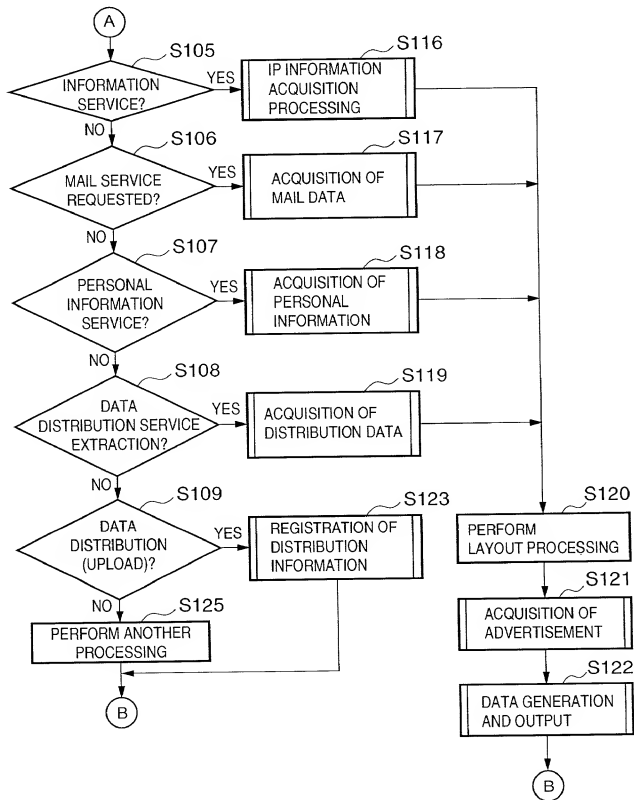 A
S105
INFORMATION
SERVICE?
YES
NO
S116
IP INFORMATION
ACQUISITION
PROCESSING
S106
MAIL SERVICE
REQUESTED?
YES
NO
S117
ACQUISITION OF
MAIL DATA
S107
PERSONAL
INFORMATION
SERVICE?
YES
NO
S118
ACQUISITION OF
PERSONAL
INFORMATION
S108
DATA
DISTRIBUTION SERVICE
EXTRACTION?
YES
NO
S119
ACQUISITION OF
DISTRIBUTION DATA
S109
DATA
DISTRIBUTION
(UPLOAD)?
YES
NO
S123
REGISTRATION OF
DISTRIBUTION
INFORMATION
S125
PERFORM ANOTHER
PROCESSING
B
S120
PERFORM
LAYOUT PROCESSING
S121
ACQUISITION OF
ADVERTISEMENT
S122
DATA GENERATION
AND OUTPUT
B